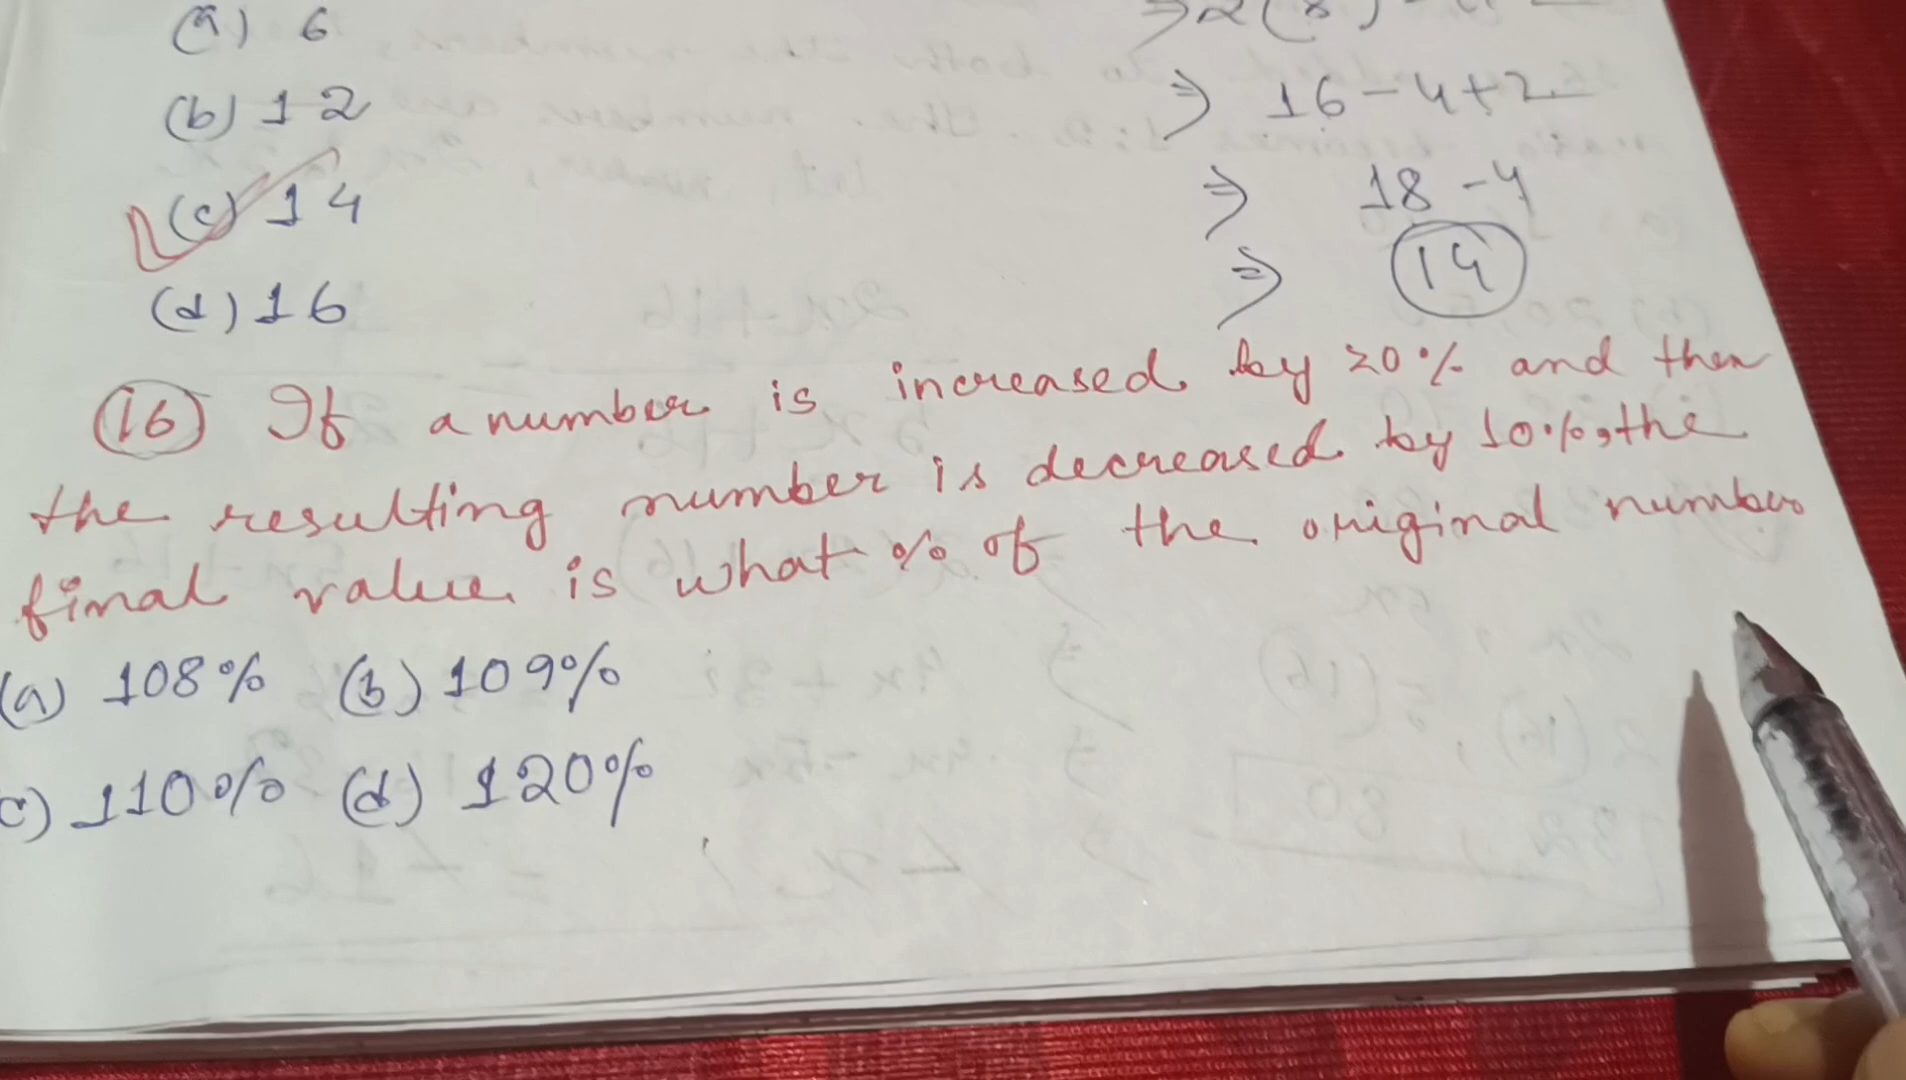 (a) 6
(b) 12
(c) 14
(d) 16
⇒ 16-4+2
⇒ 18-4
⇒ 14
(16) If a number is increased by 20% and then
the resulting number is decreased by 10%, the
final value is what % of the original number
(a) 108% (b) 109%
(c) 110% (d) 120%